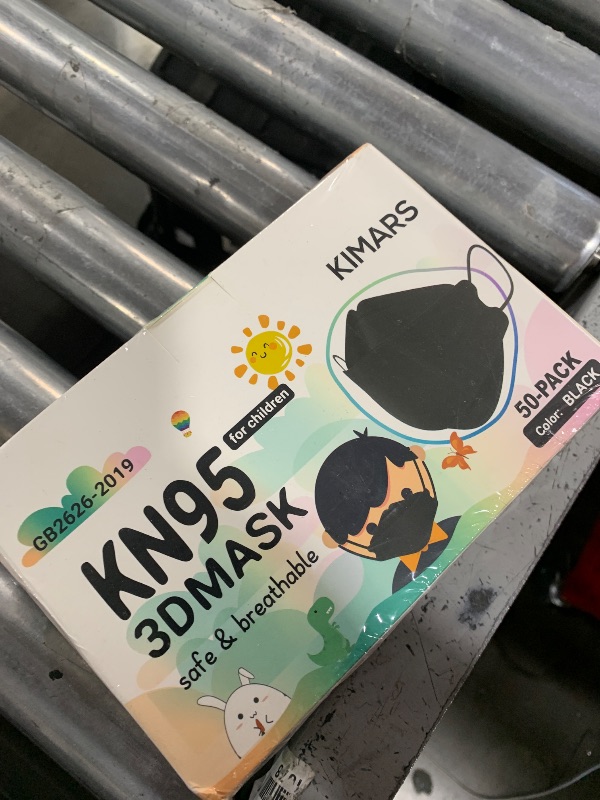 KIMARS
50-PACK
Color: BLACK
GB2626-2019
KN95
for children
3DMASK
safe & breathable